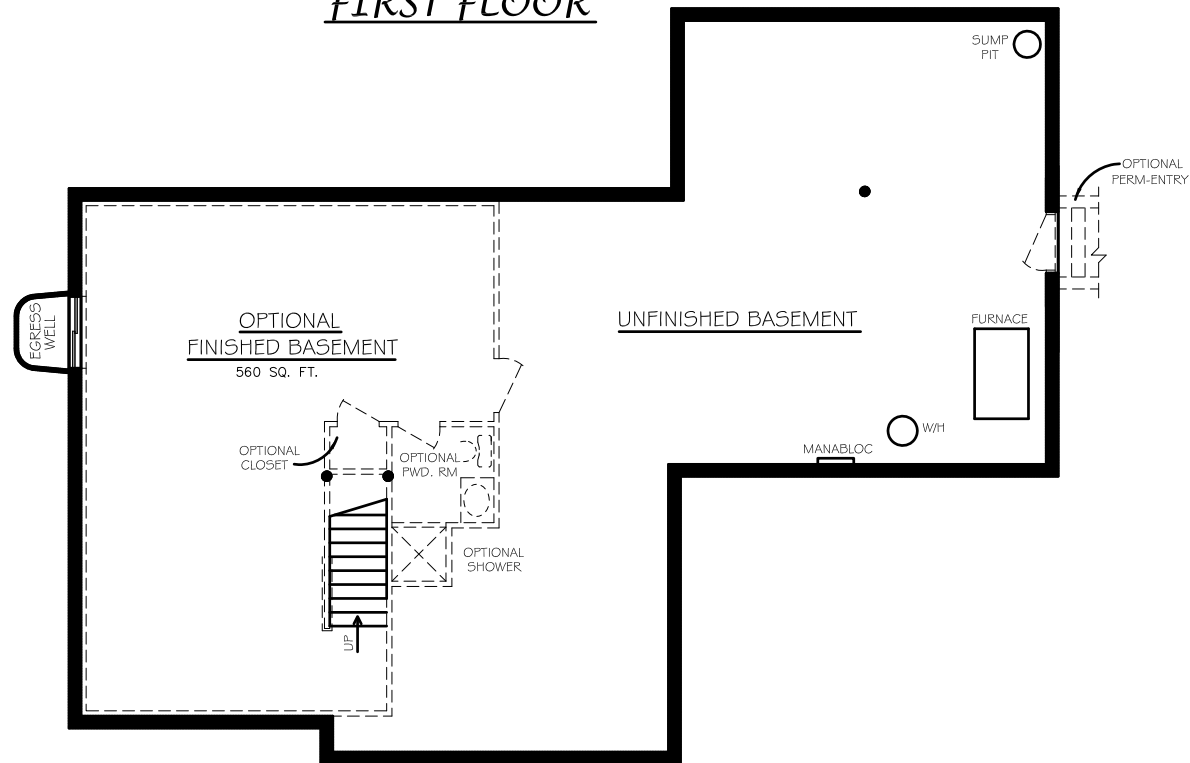 FIRST FLOOR
SUMP
PIT
OPTIONAL
PERM-ENTRY
EGRESS
WELL
OPTIONAL
FINISHED BASEMENT
560 SQ. FT.
UNFINISHED BASEMENT
FURNACE
W/H
MANABLOC
OPTIONAL
CLOSET
OPTIONAL
PWD. RM
OPTIONAL
SHOWER
UP